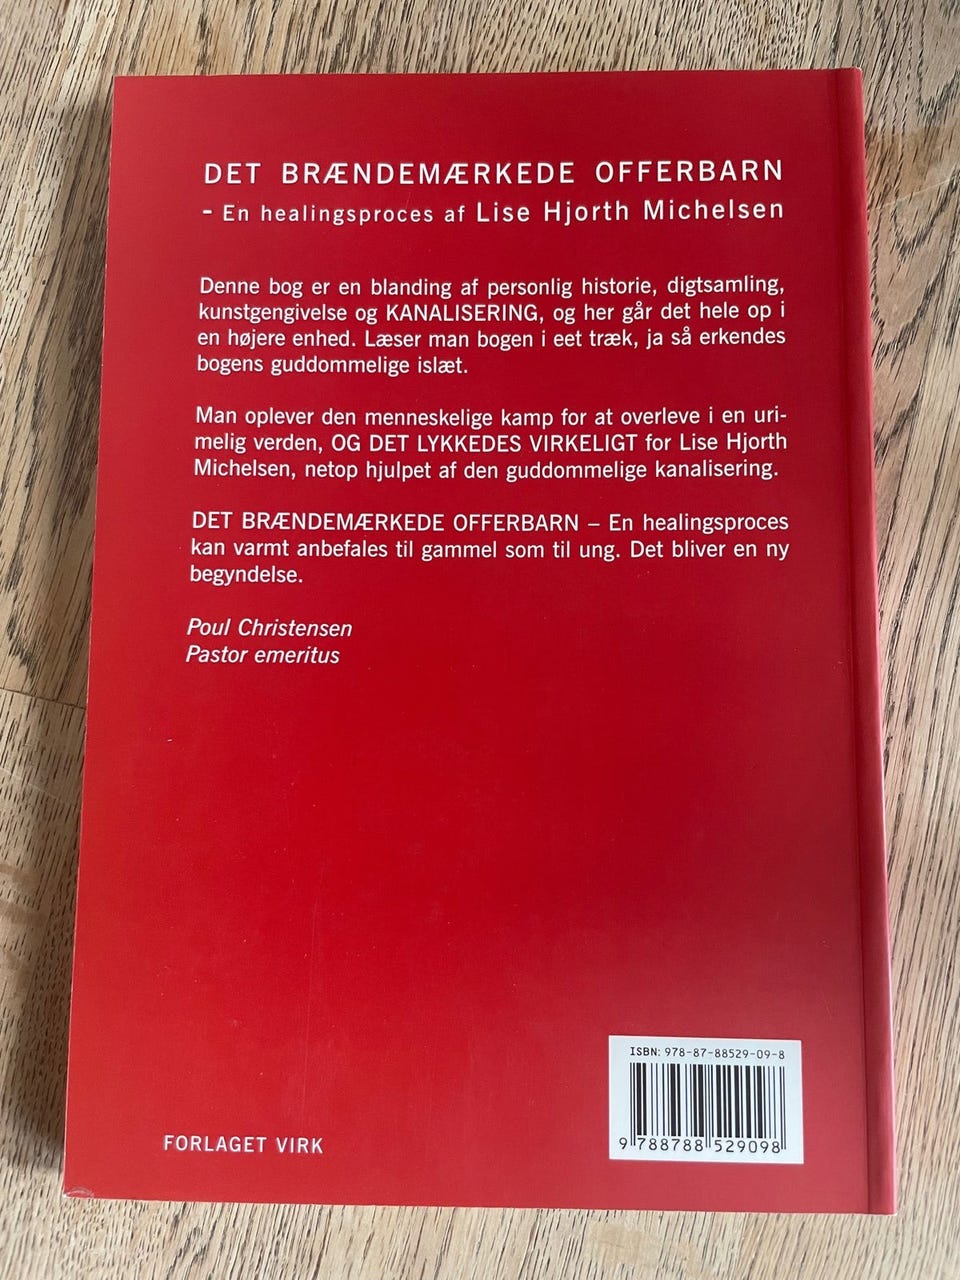 DET BRÆNDEMÆRKEDE OFFERBARN
- En healingsproces af Lise Hjorth Michelsen
Denne bog er en blanding af personlig historie, digtsamling,
kunstgengivelse og KANALISERING, og her går det hele op i
en højere enhed. Læser man bogen i eet træk, ja så erkendes
bogens guddommelige islæt.
Man oplever den menneskelige kamp for at overleve i en uri-
melig verden, OG DET LYKKEDES VIRKELIGT for Lise Hjorth
Michelsen, netop hjulpet af den guddommelige kanalisering.
DET BRÆNDEMÆRKEDE OFFERBARN – En healingsproces
kan varmt anbefales til gammel som til ung. Det bliver en ny
begyndelse.
Poul Christensen
Pastor emeritus
ISBN: 978-87-88529-09-8
9 788788 529098
FORLAGET VIRK